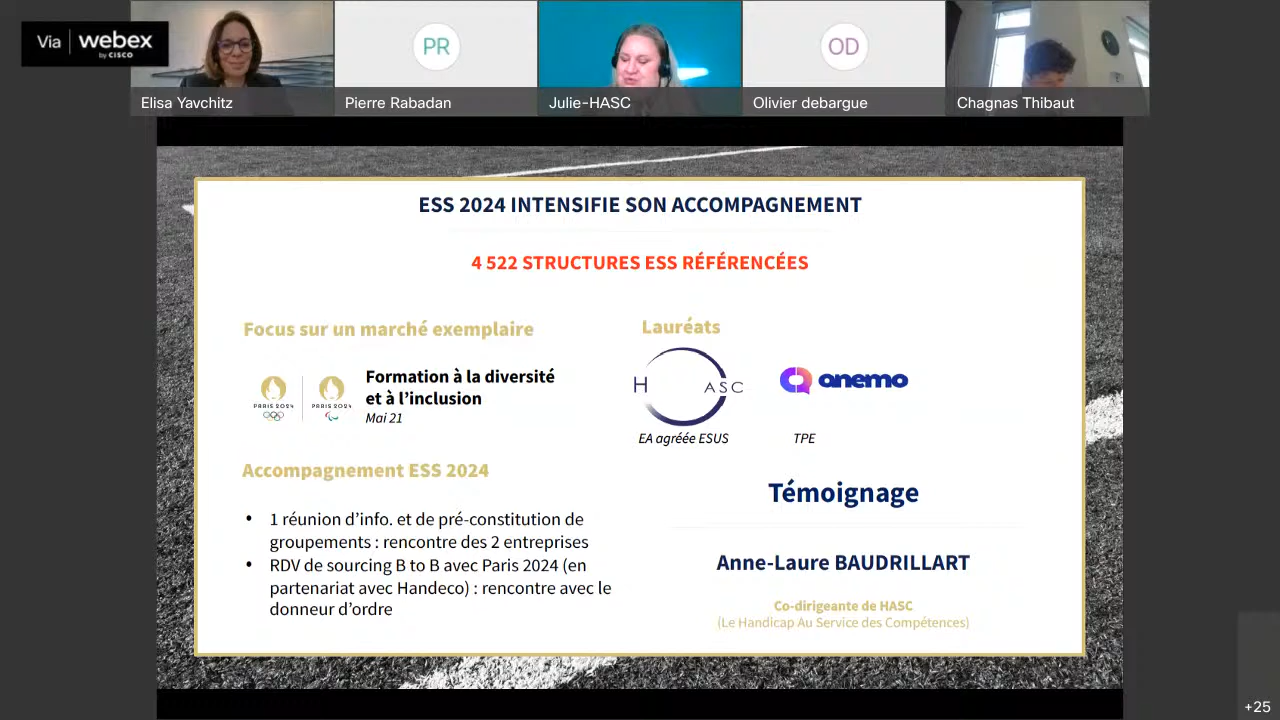 Via webex
by CISCO
PR
OD
Elisa Yavchitz
Pierre Rabadan
Julie-HASC
Olivier debargue
Chagnas Thibaut
ESS 2024 INTENSIFIE SON ACCOMPAGNEMENT
4 522 STRUCTURES ESS RÉFÉRENCÉES
Focus sur un marché exemplaire
PARIS 2024
PARIS 2024
Formation à la diversité
et à l'inclusion
Mai 21
Accompagnement ESS 2024
• 1 réunion d'info. et de pré-constitution de
groupements : rencontre des 2 entreprises
• RDV de sourcing B to B avec Paris 2024 (en
partenariat avec Handeco) : rencontre avec le
donneur d'ordre
Lauréats
H ASC
onemo
EA agréée ESUS
TPE
Témoignage
Anne-Laure BAUDRILLART
Co-dirigeante de HASC
(Le Handicap Au Service des Compétences)
+25